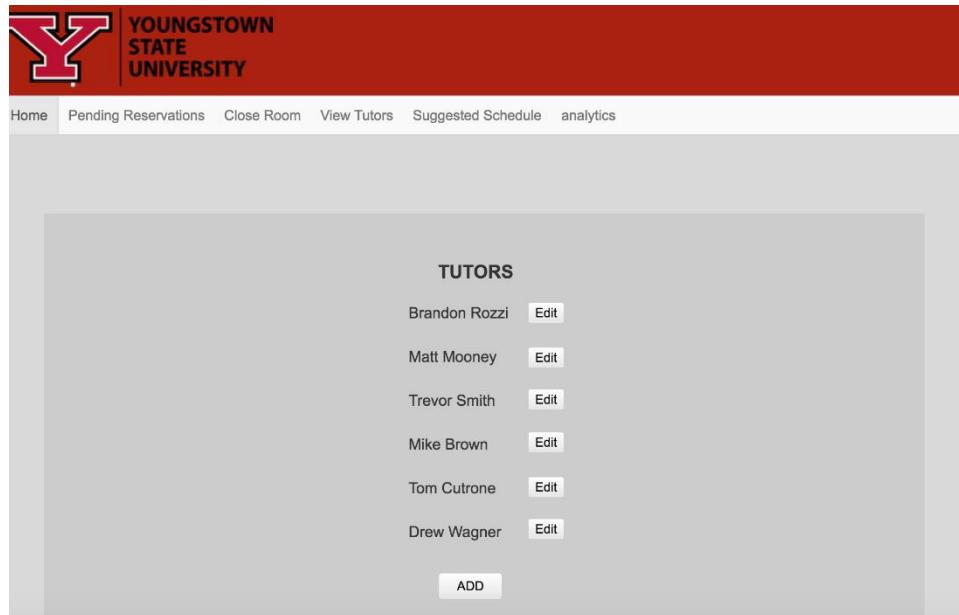 YOUNGSTOWN
STATE
UNIVERSITY
Home Pending Reservations Close Room View Tutors Suggested Schedule analytics
TUTORS
Brandon Rozzi Edit
Matt Mooney Edit
Trevor Smith Edit
Mike Brown Edit
Tom Cutrone Edit
Drew Wagner Edit
ADD